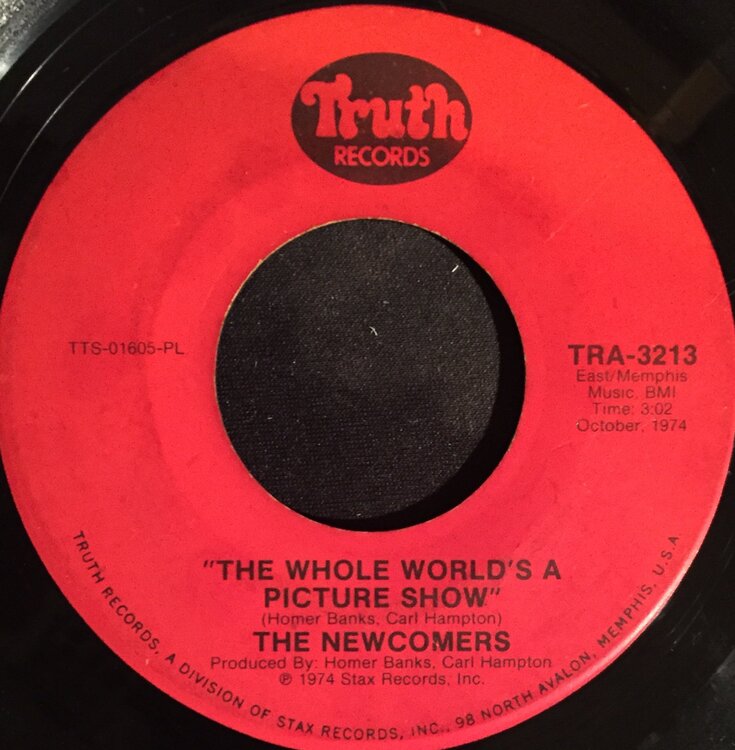 Truth
RECORDS
TTS-01605-PL
TRA-3213
East/Memphis
Music, BMI
Time: 3:02
October, 1974
"THE WHOLE WORLD'S A
PICTURE SHOW"
(Homer Banks, Carl Hampton)
THE NEWCOMERS
Produced By: Homer Banks, Carl Hampton
℗ 1974 Stax Records, Inc.
TRUTH RECORDS, A DIVISION OF STAX RECORDS, INC., 98 NORTH AVALON, MEMPHIS, U.S.A